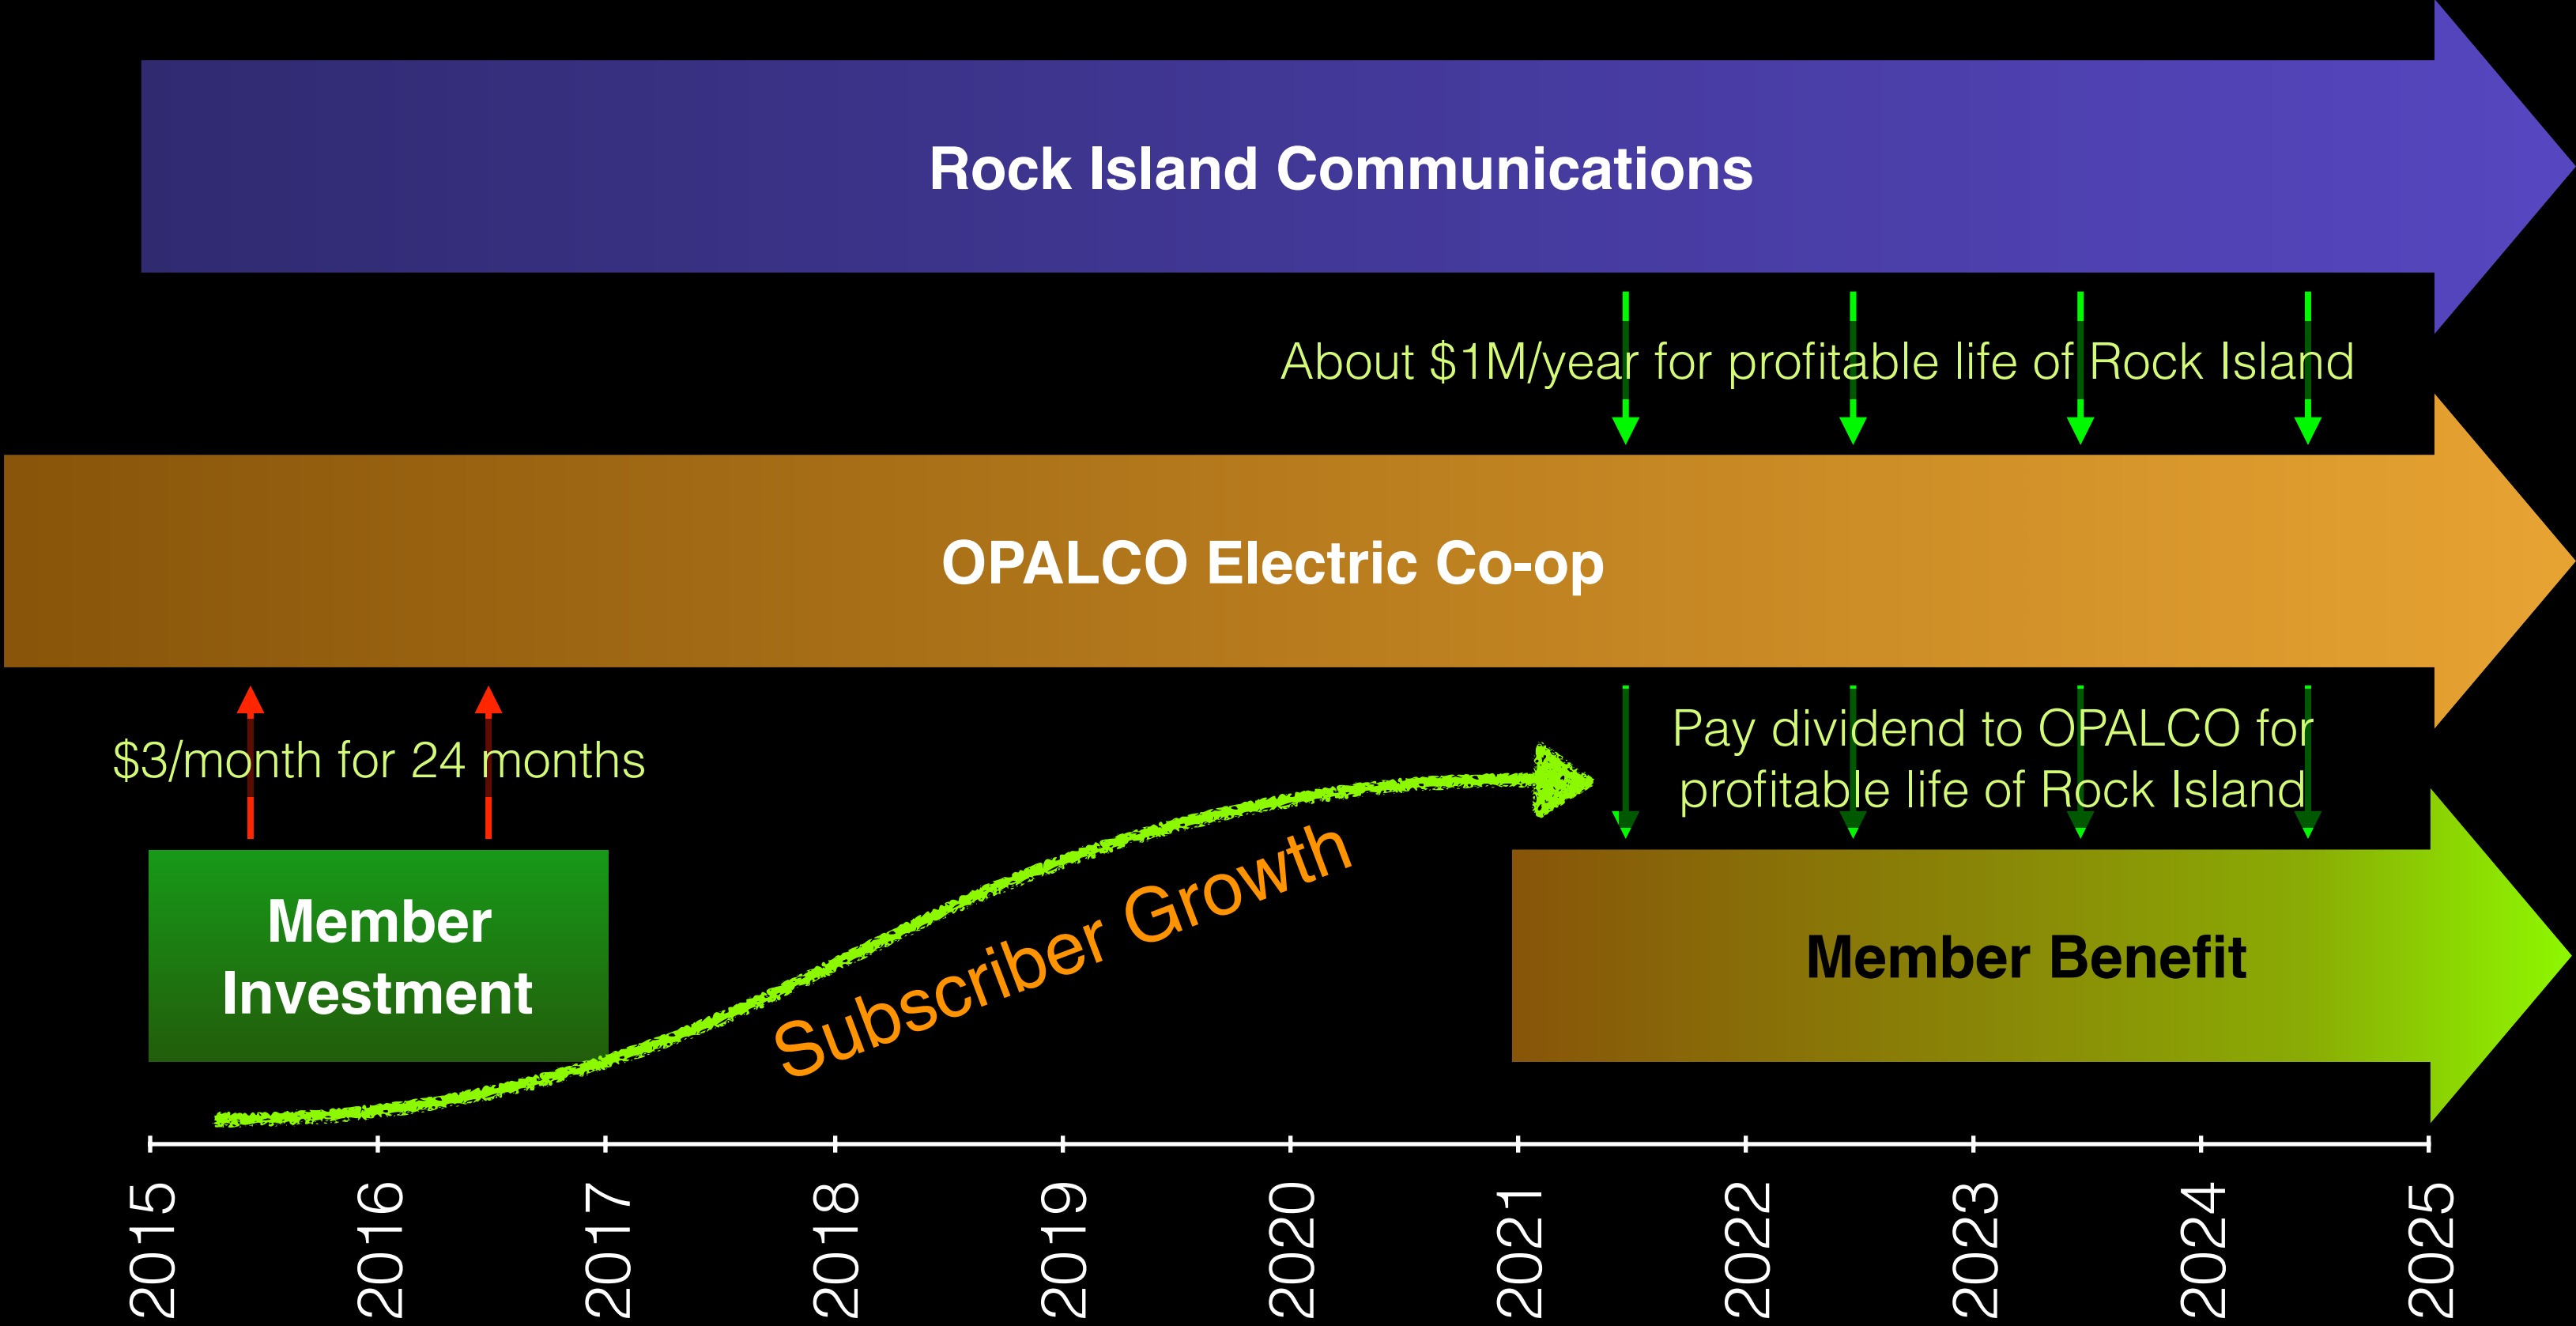 Rock Island Communications
About $1M/year for profitable life of Rock Island
OPALCO Electric Co-op
$3/month for 24 months
Pay dividend to OPALCO for
profitable life of Rock Island
Member
Investment
Subscriber Growth
Member Benefit
2015
2016
2017
2018
2019
2020
2021
2022
2023
2024
2025